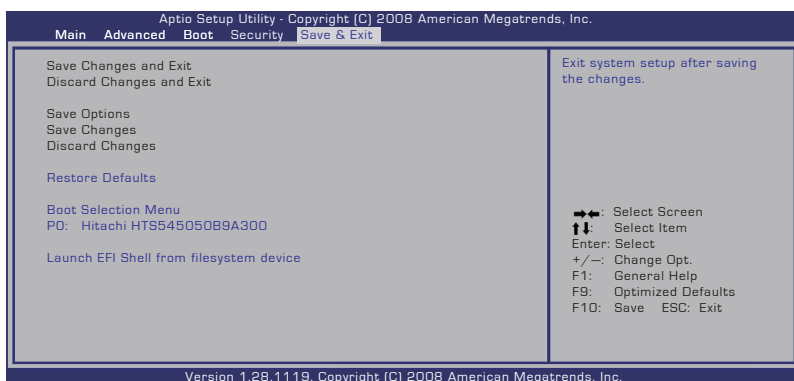 Aptio Setup Utility - Copyright (C) 2008 American Megatrends, Inc.
Main Advanced Boot Security Save & Exit
Save Changes and Exit
Discard Changes and Exit
Save Options
Save Changes
Discard Changes
Restore Defaults
Boot Selection Menu
P0: Hitachi HTS545050B9A300
Launch EFI Shell from filesystem device
Exit system setup after saving
the changes.
→←: Select Screen
↑↓: Select Item
Enter: Select
+/—: Change Opt.
F1: General Help
F9: Optimized Defaults
F10: Save ESC: Exit
Version 1.28.1119. Copyright (C) 2008 American Megatrends, Inc.